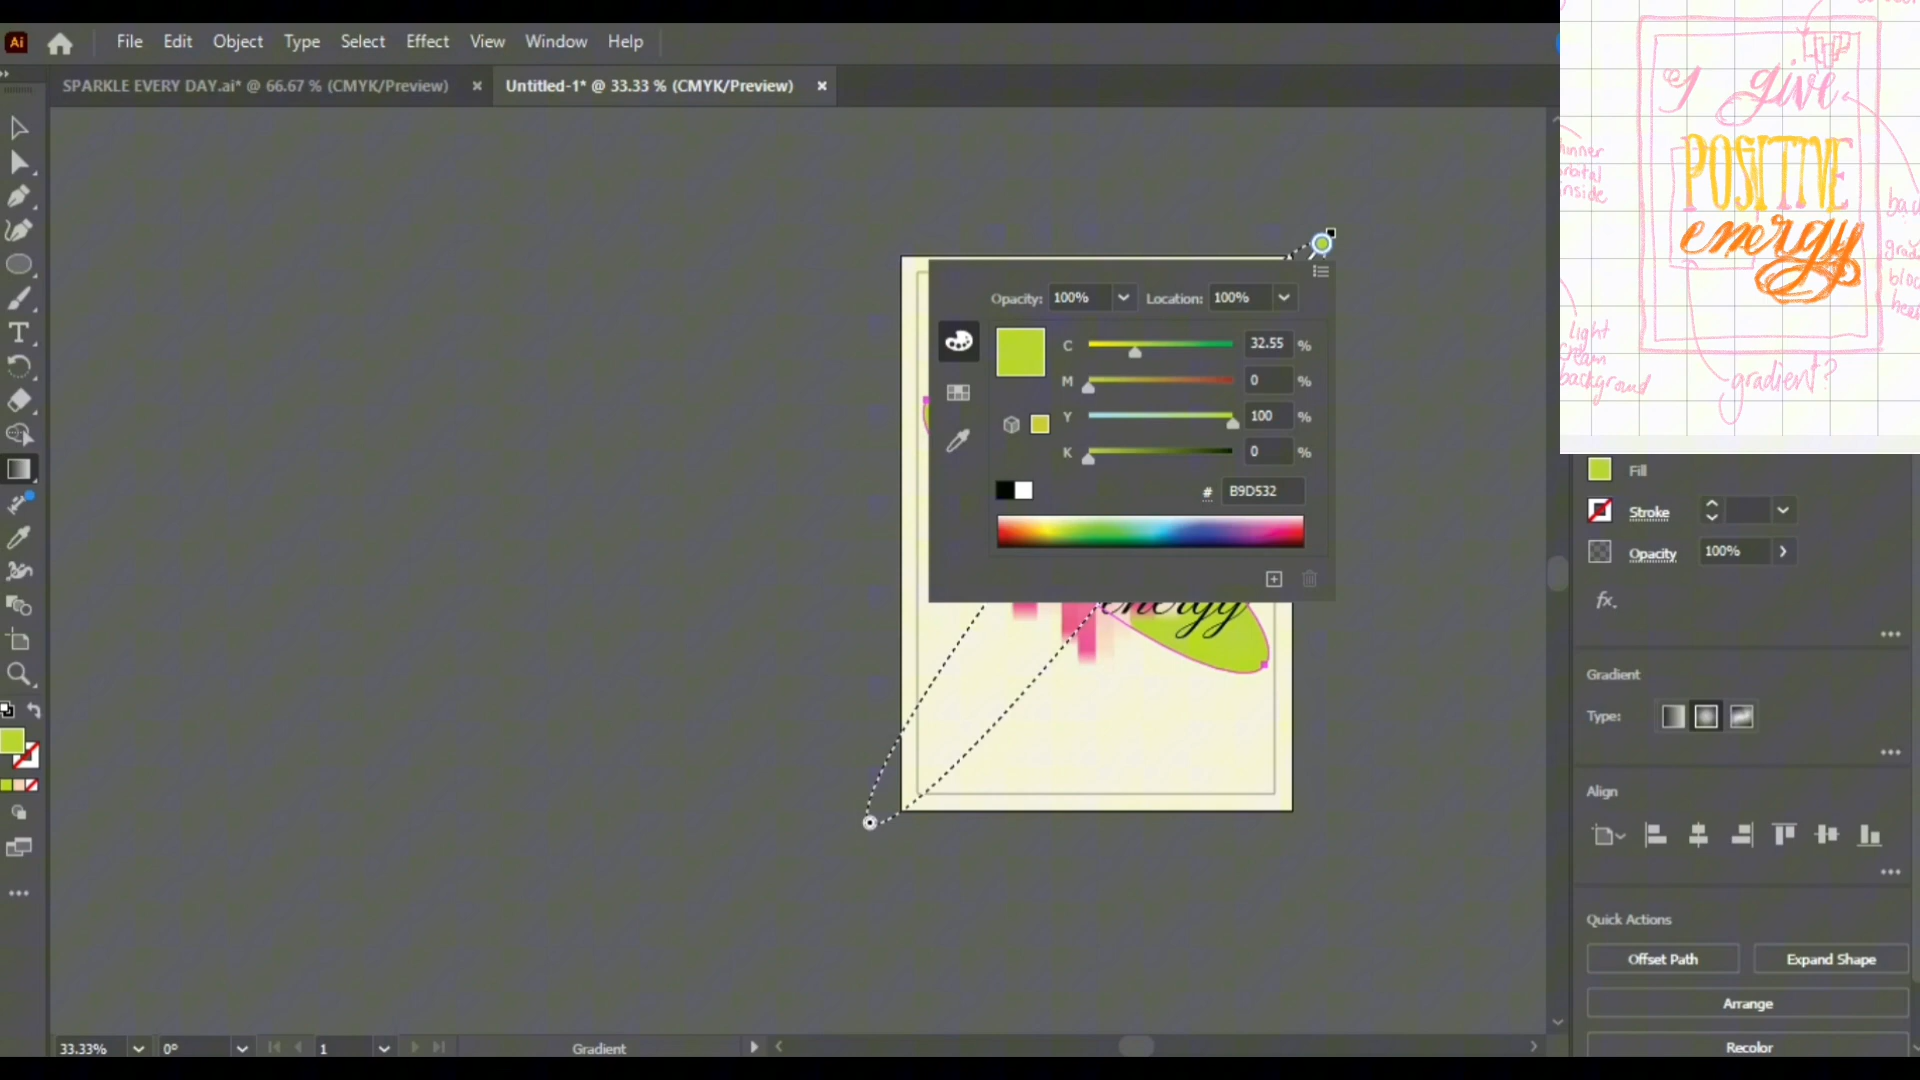 Ai File Edit Object Type Select Effect View Window Help
SPARKLE EVERY DAY.ai* @ 66.67 % (CMYK/Preview) × Untitled-1* @ 33.33 % (CMYK/Preview) ×
I give
POSITIVE
energy
light
background
gradient?
Opacity: 100% Location: 100%
C 32.55 %
M 0 %
Y 100 %
K 0 %
# B9D532
energy
Fill
Stroke
Opacity 100%
fx.
Gradient
Type:
Align
Quick Actions
Offset Path Expand Shape
Arrange
Recolor
33.33% 0° 1 Gradient